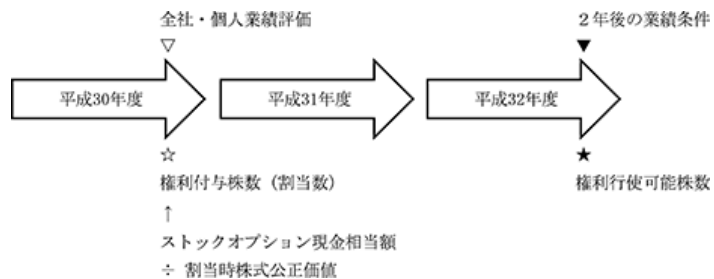 全社・個人業績評価
2年後の業績条件
▽
▼
平成30年度
平成31年度
平成32年度
☆
★
権利付与株数(割当数)
権利行使可能株数
↑
ストックオプション現金相当額
÷ 割当時株式公正価値